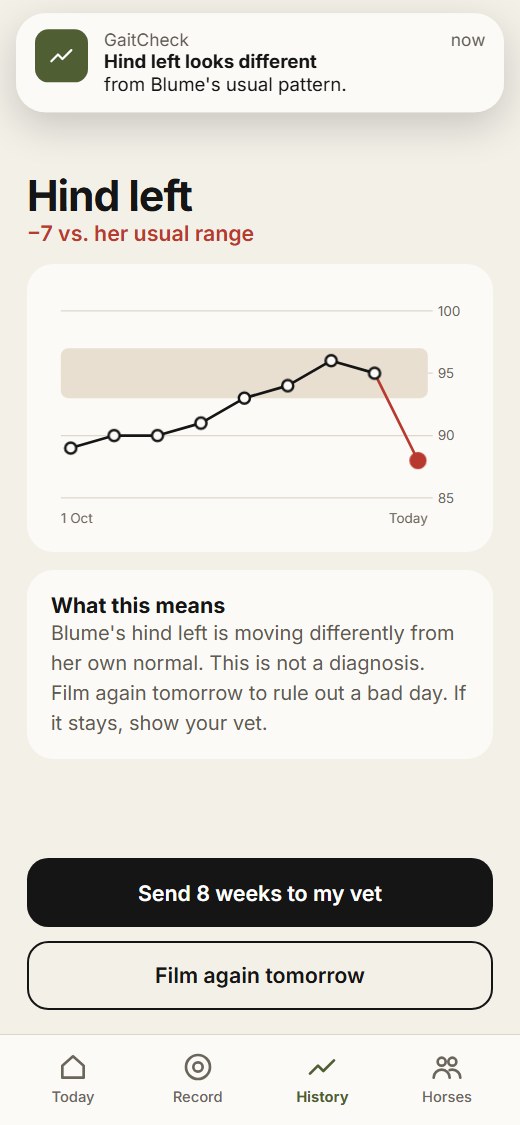 GaitCheck
now
Hind left looks different
from Blume's usual pattern.
Hind left
−7 vs. her usual range
100
95
90
85
1 Oct
Today
What this means
Blume's hind left is moving differently from
her own normal. This is not a diagnosis.
Film again tomorrow to rule out a bad day. If
it stays, show your vet.
Send 8 weeks to my vet
Film again tomorrow
Today
Record
History
Horses